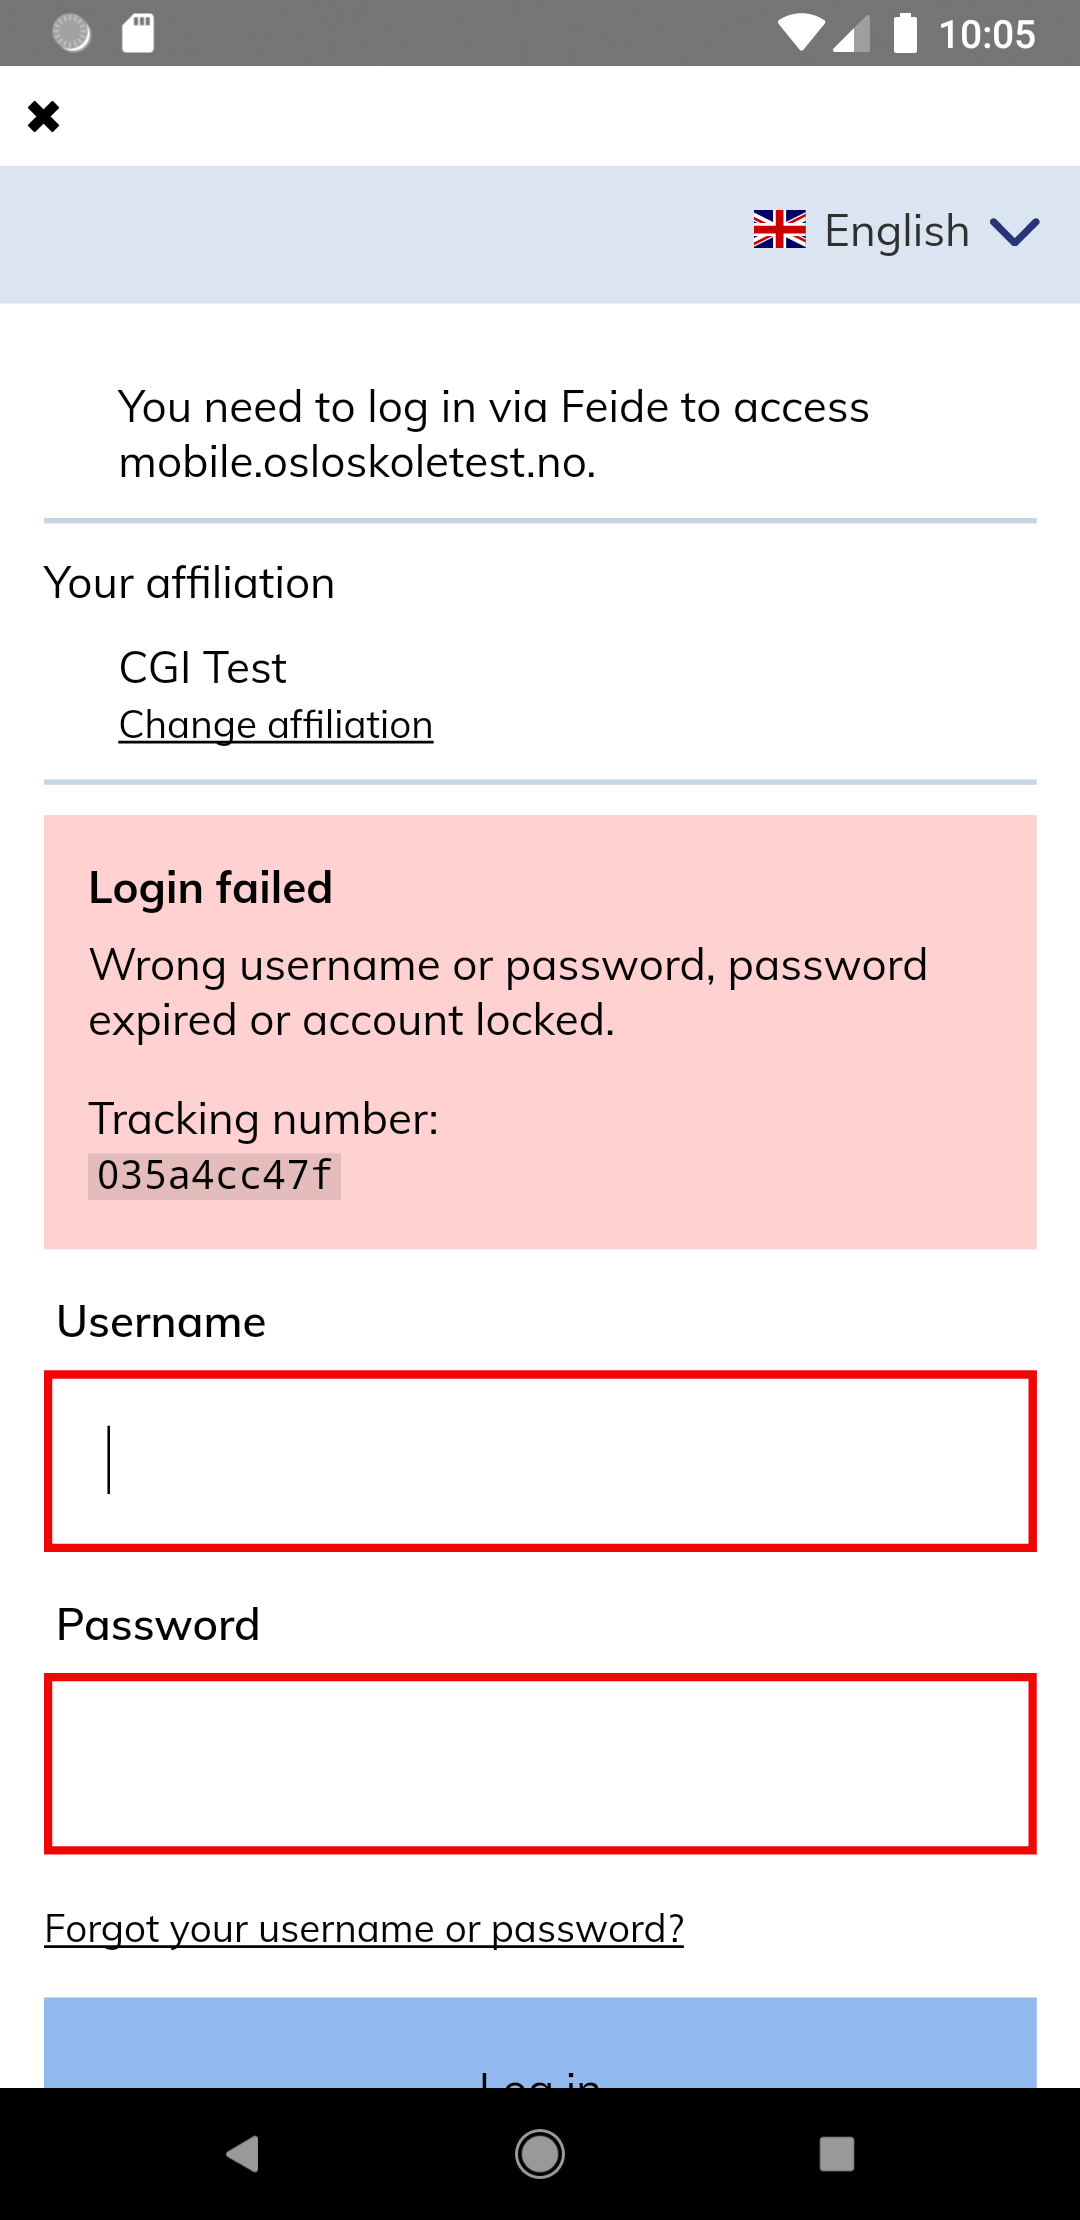 10:05
English
You need to log in via Feide to access
mobile.osloskoletest.no.
Your affiliation
CGI Test
Change affiliation
Login failed
Wrong username or password, password
expired or account locked.
Tracking number:
035a4cc47f
Username
Password
Forgot your username or password?
Log in